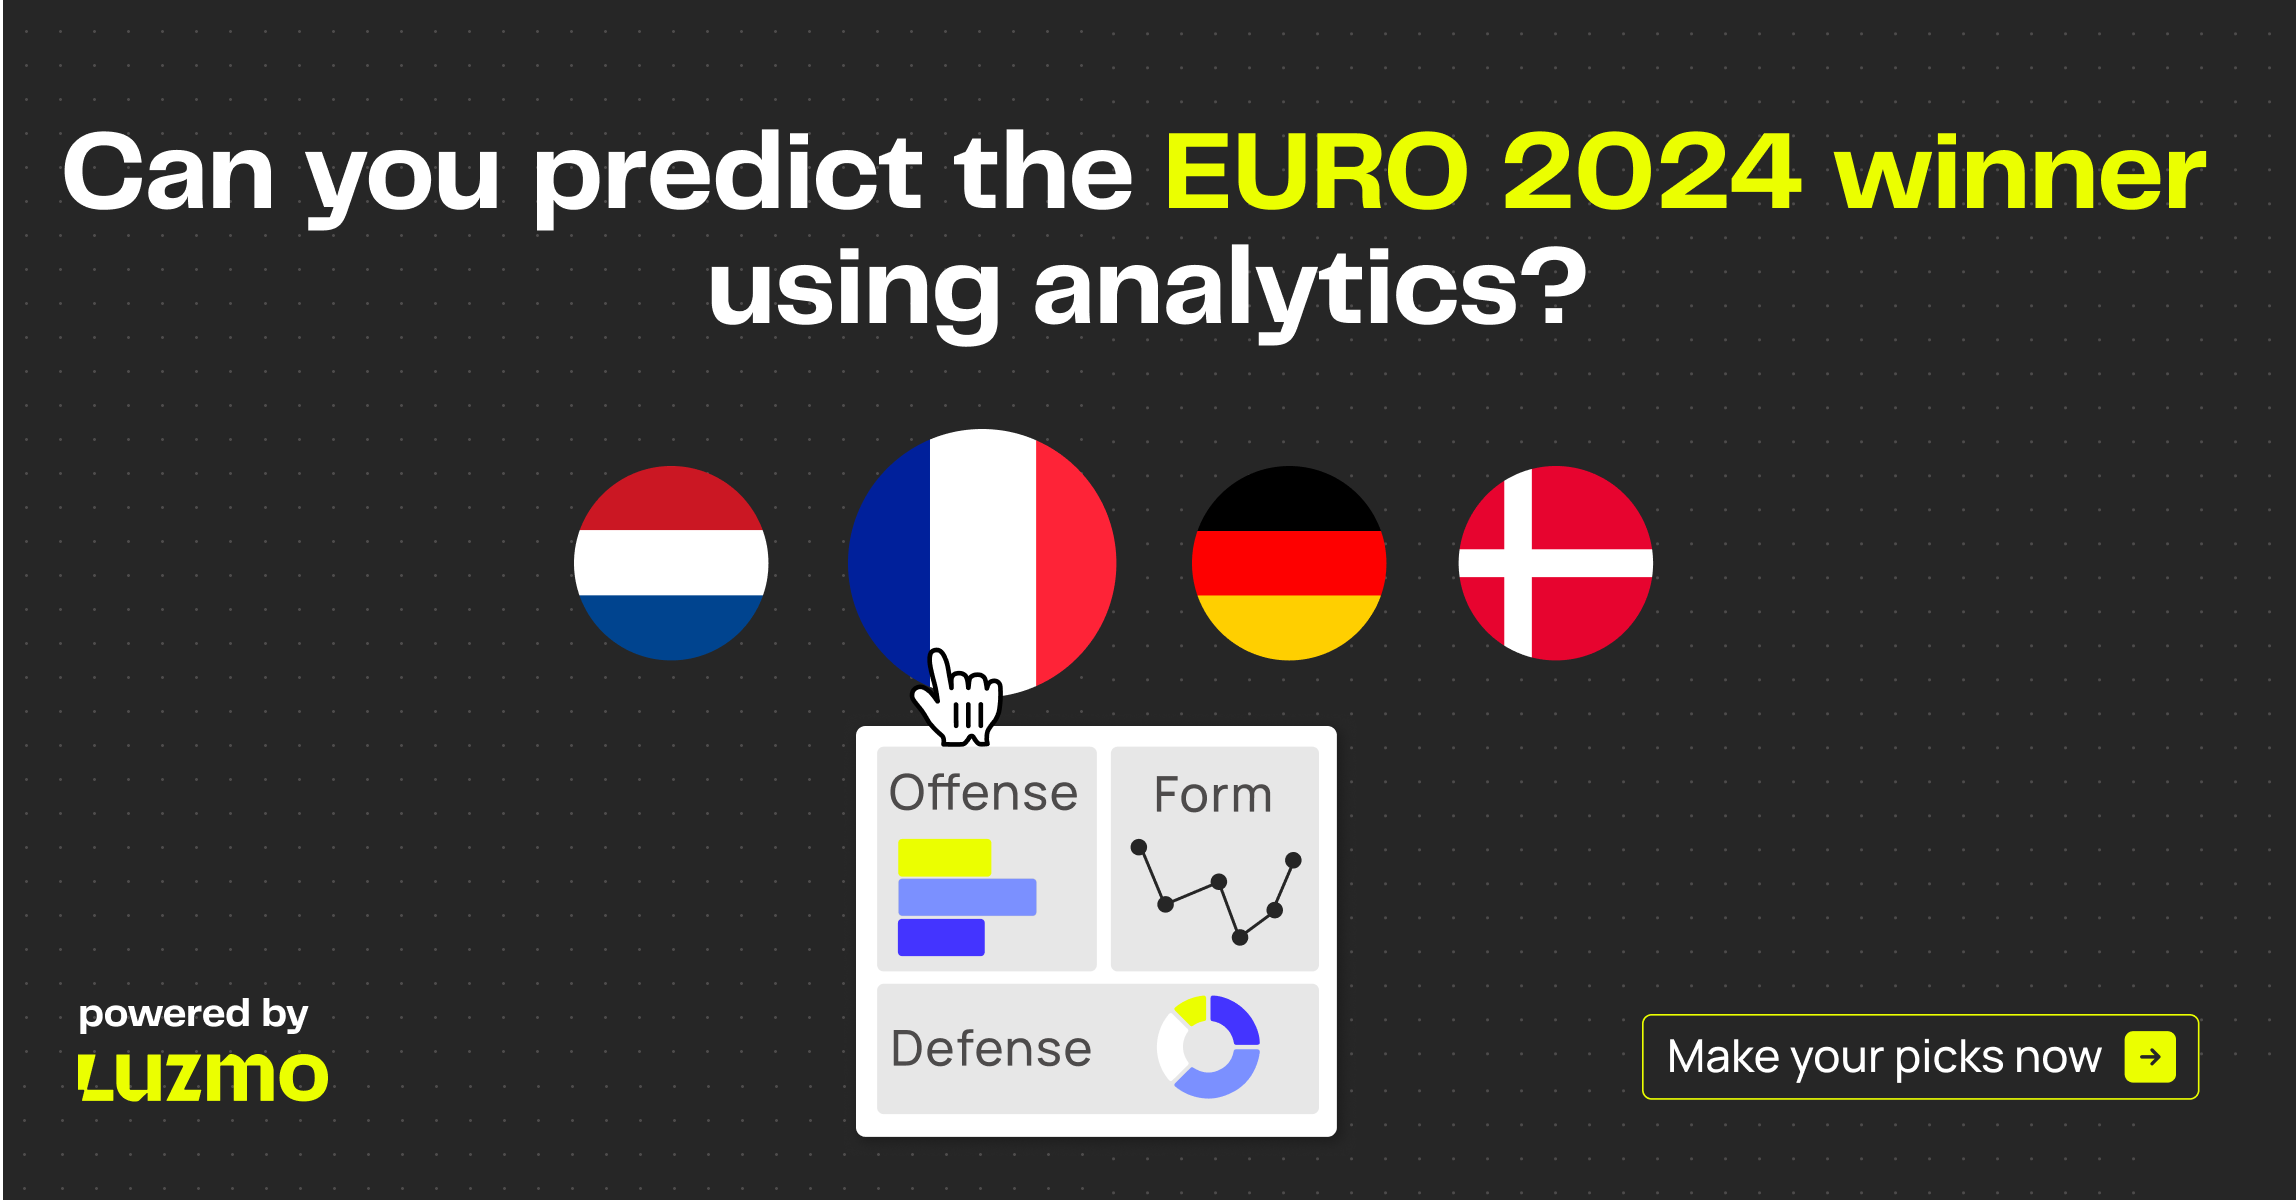 Can you predict the EURO 2024 winner
using analytics?
Offense
Form
Defense
powered by
Luzmo
Make your picks now